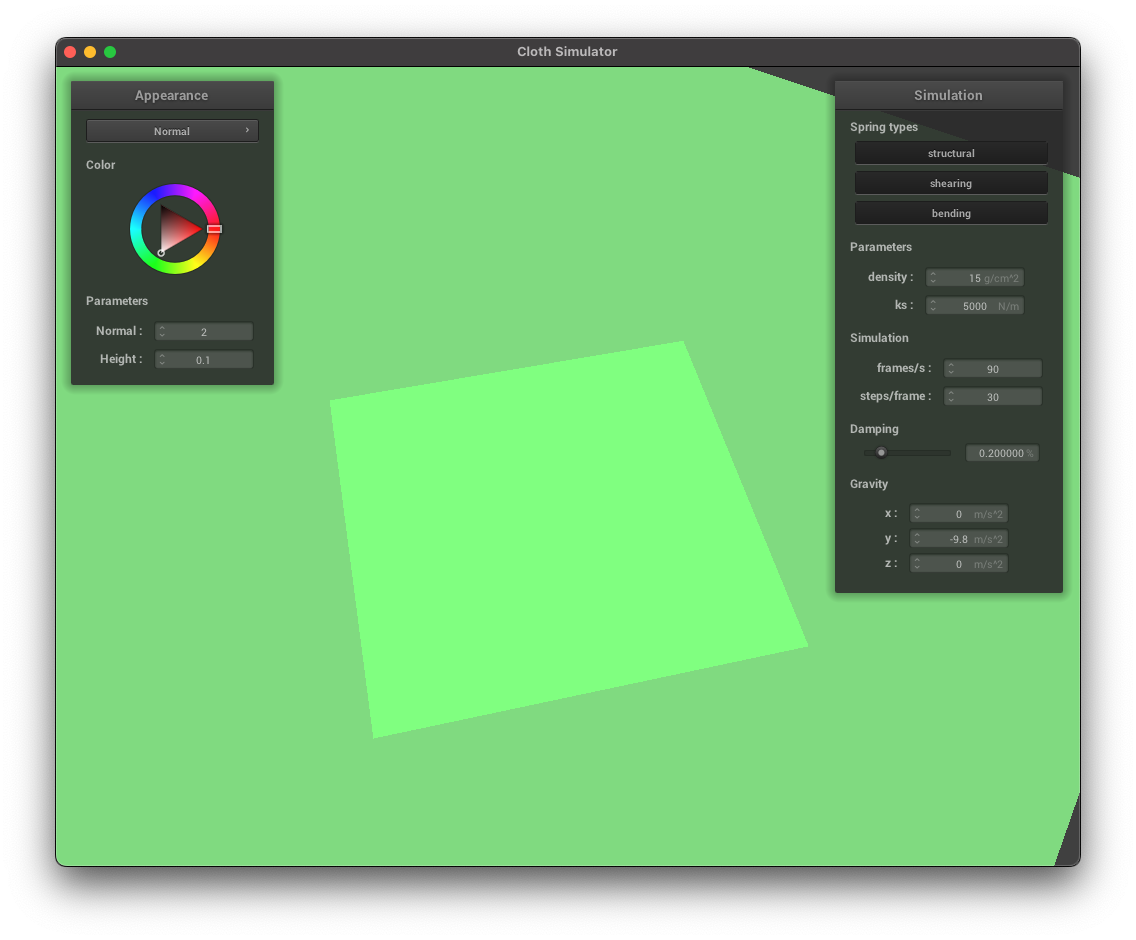 Cloth Simulator
Appearance
Normal ›
Color
Parameters
Normal : 2
Height : 0.1
Simulation
Spring types
structural
shearing
bending
Parameters
density : 15 g/cm^2
ks : 5000 N/m
Simulation
frames/s : 90
steps/frame : 30
Damping
0.200000 %
Gravity
x : 0 m/s^2
y : -9.8 m/s^2
z : 0 m/s^2